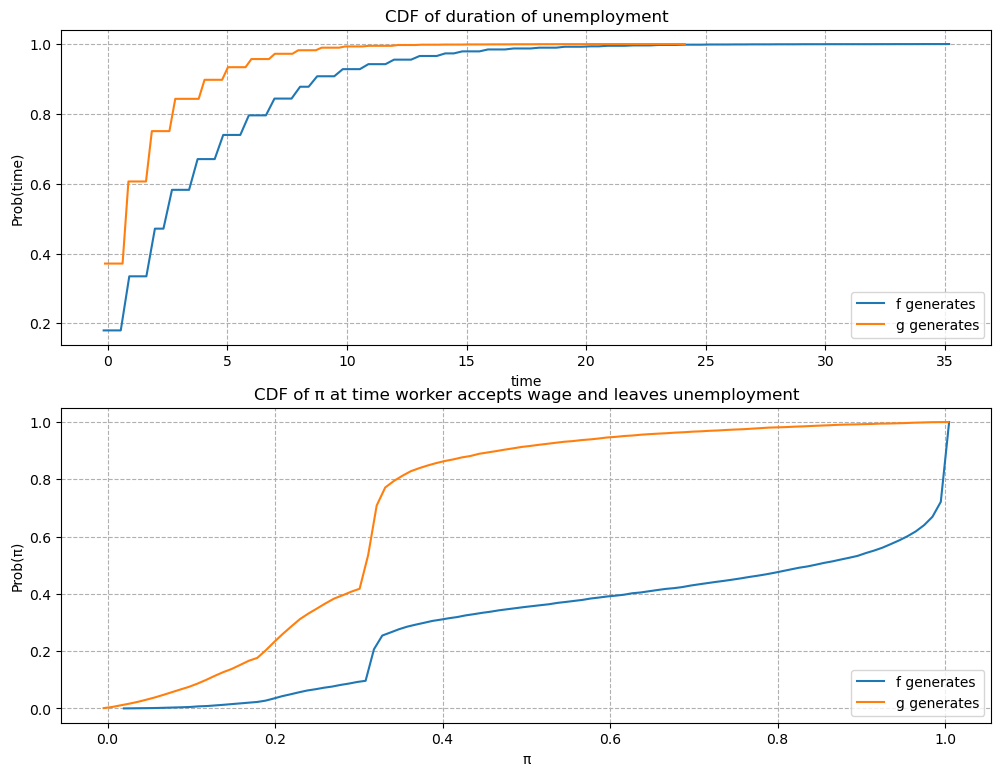 CDF of duration of unemployment
1.0
0.8
0.6
0.4
0.2
Prob(time)
f generates
g generates
0 5 10 15 20 25 30 35
time
CDF of π at time worker accepts wage and leaves unemployment
1.0
0.8
0.6
0.4
0.2
0.0
Prob(π)
f generates
g generates
0.0 0.2 0.4 0.6 0.8 1.0
π